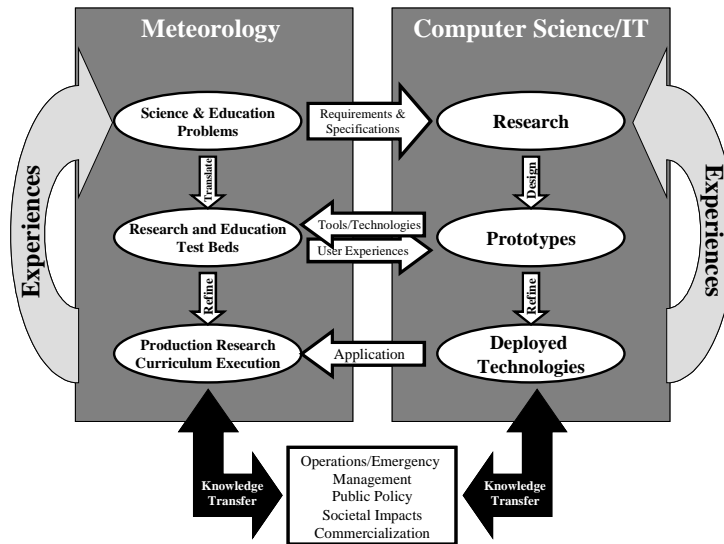 Meteorology
Computer Science/IT
Science & Education
Problems
Requirements &
Specifications
Research
Translate
Design
Experiences
Experiences
Research and Education
Test Beds
Tools/Technologies
User Experiences
Prototypes
Refine
Refine
Production Research
Curriculum Execution
Application
Deployed
Technologies
Knowledge
Transfer
Operations/Emergency
Management
Public Policy
Societal Impacts
Commercialization
Knowledge
Transfer